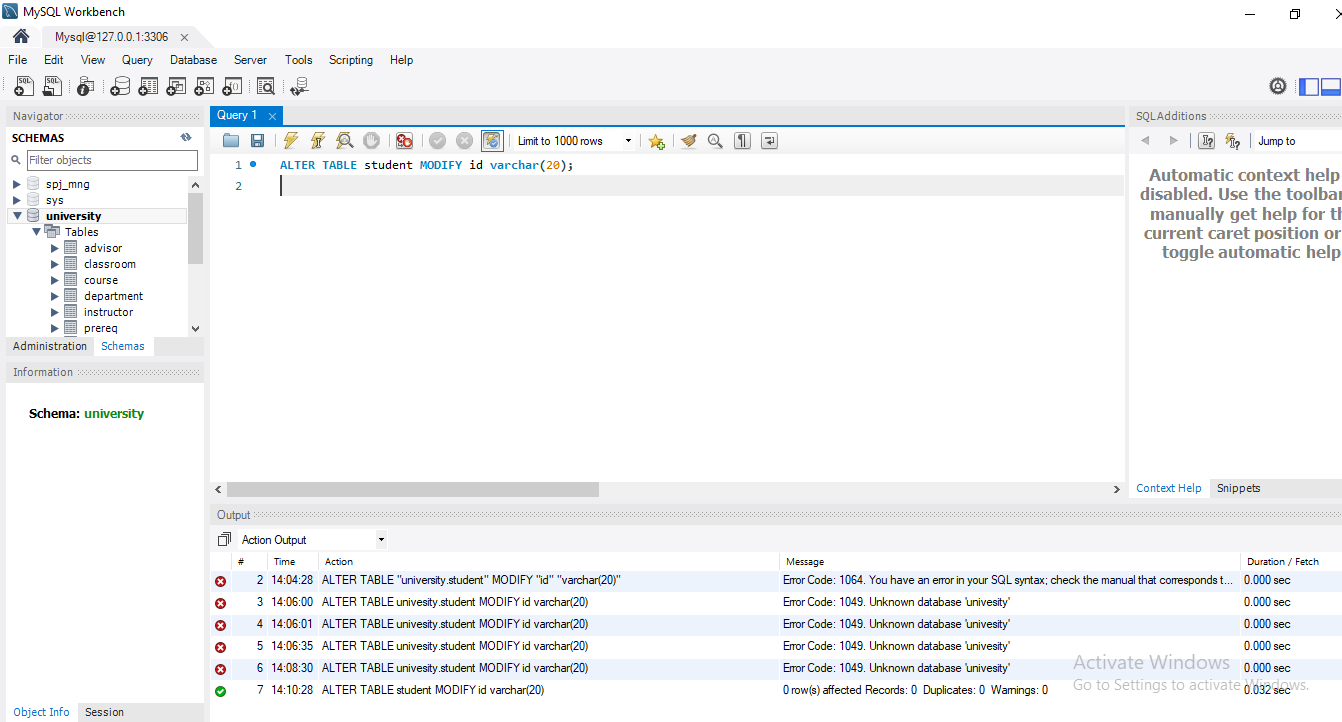 MySQL Workbench
Mysql@127.0.0.1:3306
File Edit View Query Database Server Tools Scripting Help
Navigator
SCHEMAS
Filter objects
spj_mng
sys
university
Tables
advisor
classroom
course
department
instructor
prereq
Administration Schemas
Information
Schema: university
Object Info Session
Query 1
Limit to 1000 rows
1 ALTER TABLE student MODIFY id varchar(20);
2
SQLAdditions
Jump to
Automatic context help
disabled. Use the toolbar
manually get help for th
current caret position or
toggle automatic help
Context Help Snippets
Output
Action Output
# Time Action Message Duration / Fetch
2 14:04:28 ALTER TABLE "university.student" MODIFY "id" "varchar(20)" Error Code: 1064. You have an error in your SQL syntax; check the manual that corresponds t... 0.000 sec
3 14:06:00 ALTER TABLE univesity.student MODIFY id varchar(20) Error Code: 1049. Unknown database 'univesity' 0.000 sec
4 14:06:01 ALTER TABLE univesity.student MODIFY id varchar(20) Error Code: 1049. Unknown database 'univesity' 0.000 sec
5 14:06:35 ALTER TABLE univesity.student MODIFY id varchar(20) Error Code: 1049. Unknown database 'univesity' 0.000 sec
6 14:08:30 ALTER TABLE univesity.student MODIFY id varchar(20) Error Code: 1049. Unknown database 'univesity' 0.000 sec
7 14:10:28 ALTER TABLE student MODIFY id varchar(20) 0 row(s) affected Records: 0 Duplicates: 0 Warnings: 0 0.032 sec
Activate Windows
Go to Settings to activate Windows.